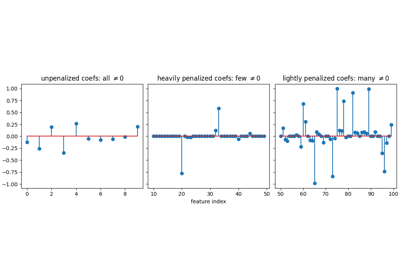 unpenalized coefs: all ≠0
heavily penalized coefs: few ≠0
lightly penalized coefs: many ≠0
1.00
0.75
0.50
0.25
0.00
−0.25
−0.50
−0.75
−1.00
0 2 4 6 8
10 20 30 40 50
50 60 70 80 90 100
feature index